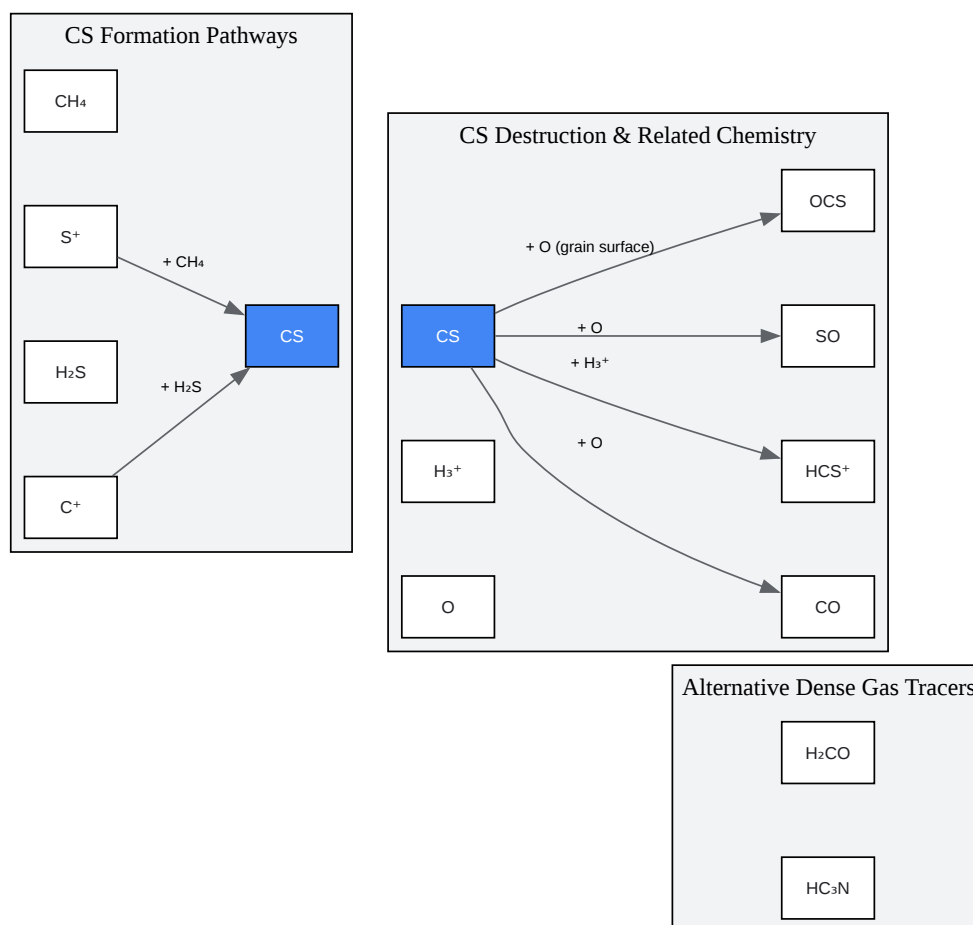 CS Formation Pathways
CH₄
S⁺
+ CH₄
CS
H₂S
+ H₂S
C⁺
CS Destruction & Related Chemistry
OCS
+ O (grain surface)
CS
+ O
SO
+ H₃⁺
+ O
H₃⁺
HCS⁺
O
CO
Alternative Dense Gas Tracers
H₂CO
HC₃N